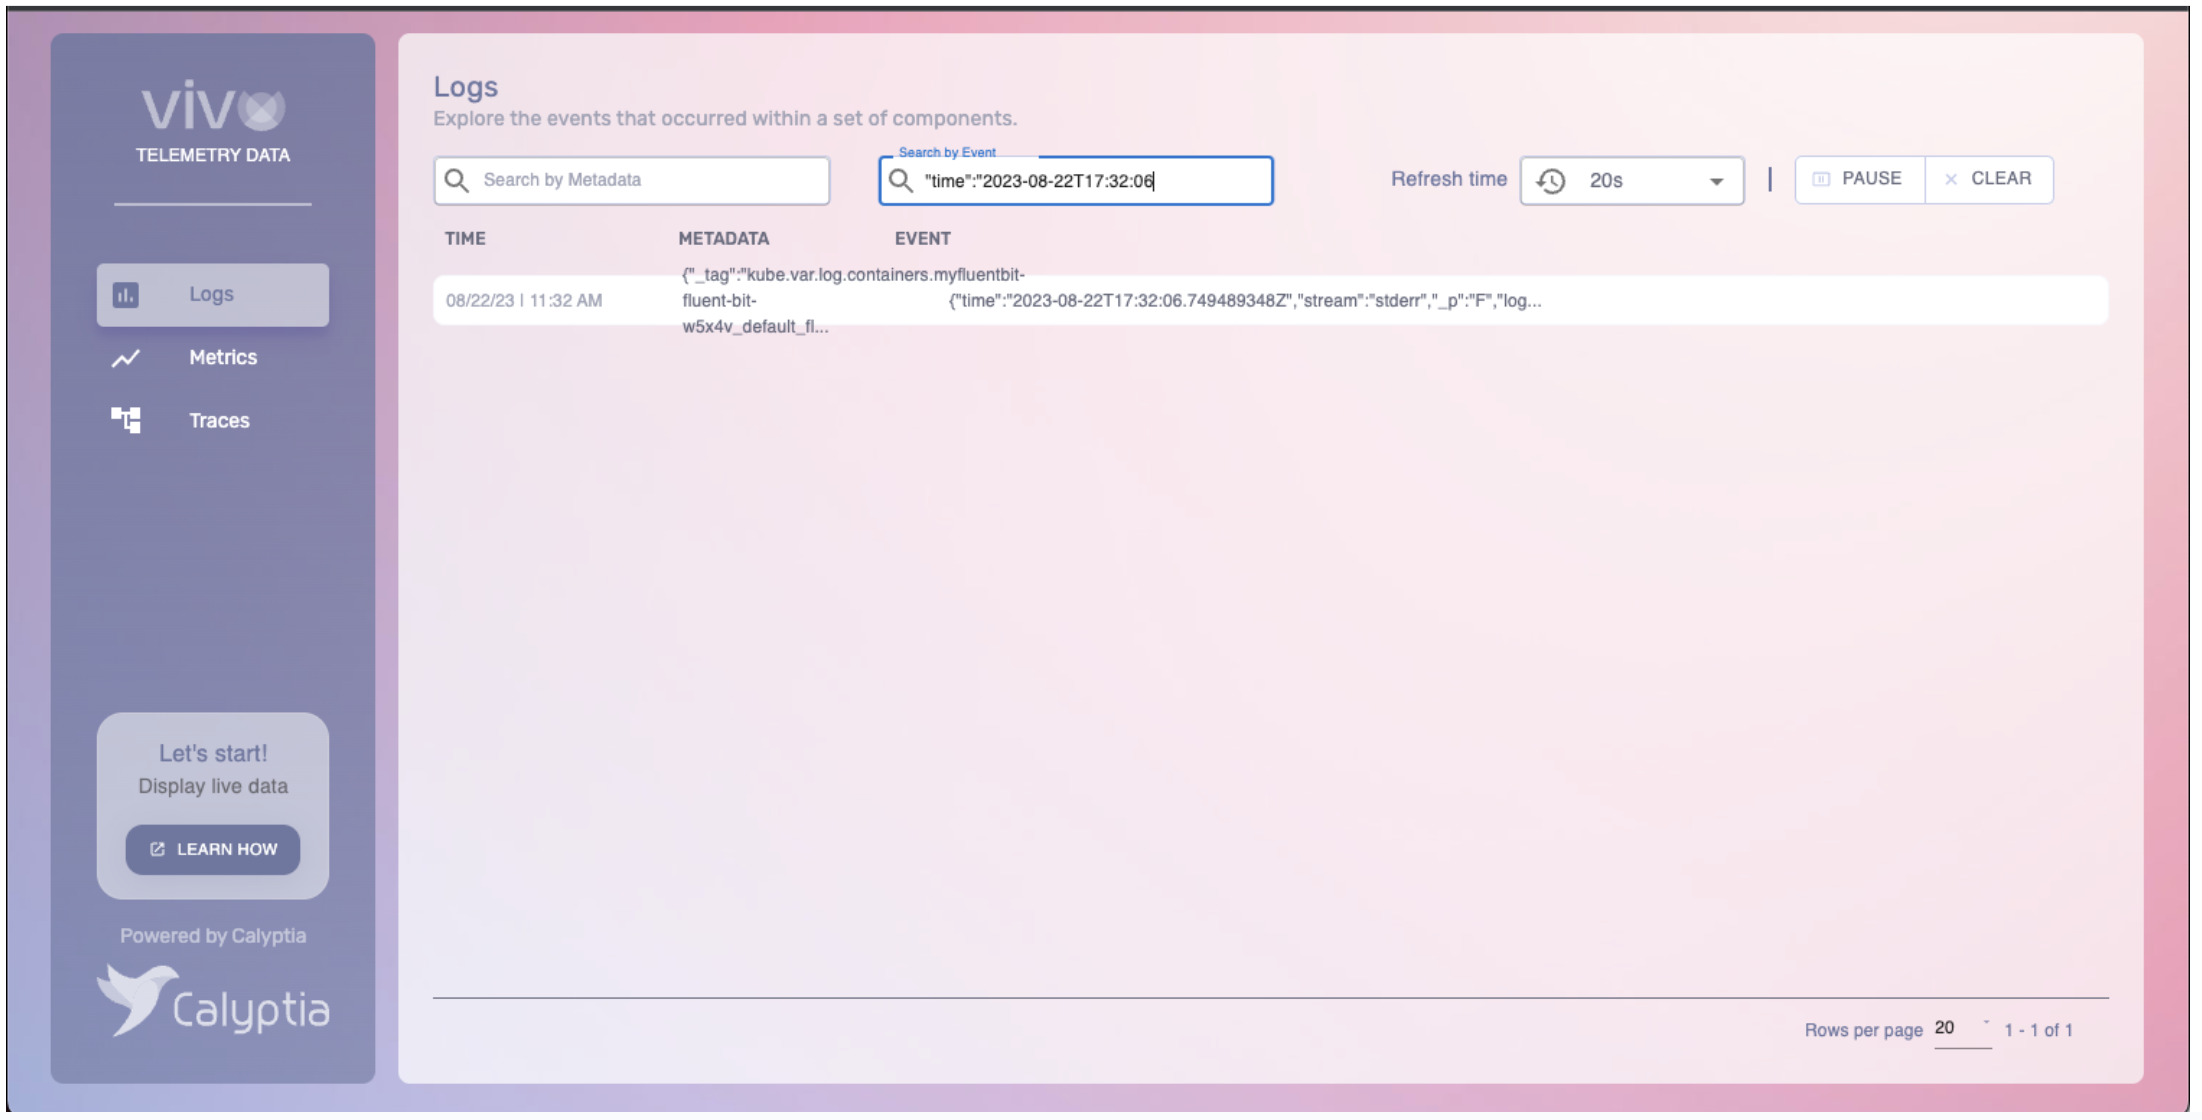 vivo
TELEMETRY DATA
Logs
Metrics
Traces
Let's start!
Display live data
LEARN HOW
Powered by Calyptia
Calyptia
Logs
Explore the events that occurred within a set of components.
Search by Metadata
Search by Event
"time":"2023-08-22T17:32:06
Refresh time
20s
PAUSE
CLEAR
TIME METADATA EVENT
08/22/23 | 11:32 AM
{"_tag":"kube.var.log.containers.myfluentbit-
fluent-bit-
w5x4v_default_fl...
{"time":"2023-08-22T17:32:06.749489348Z","stream":"stderr","_p":"F","log...
Rows per page 20 1 - 1 of 1